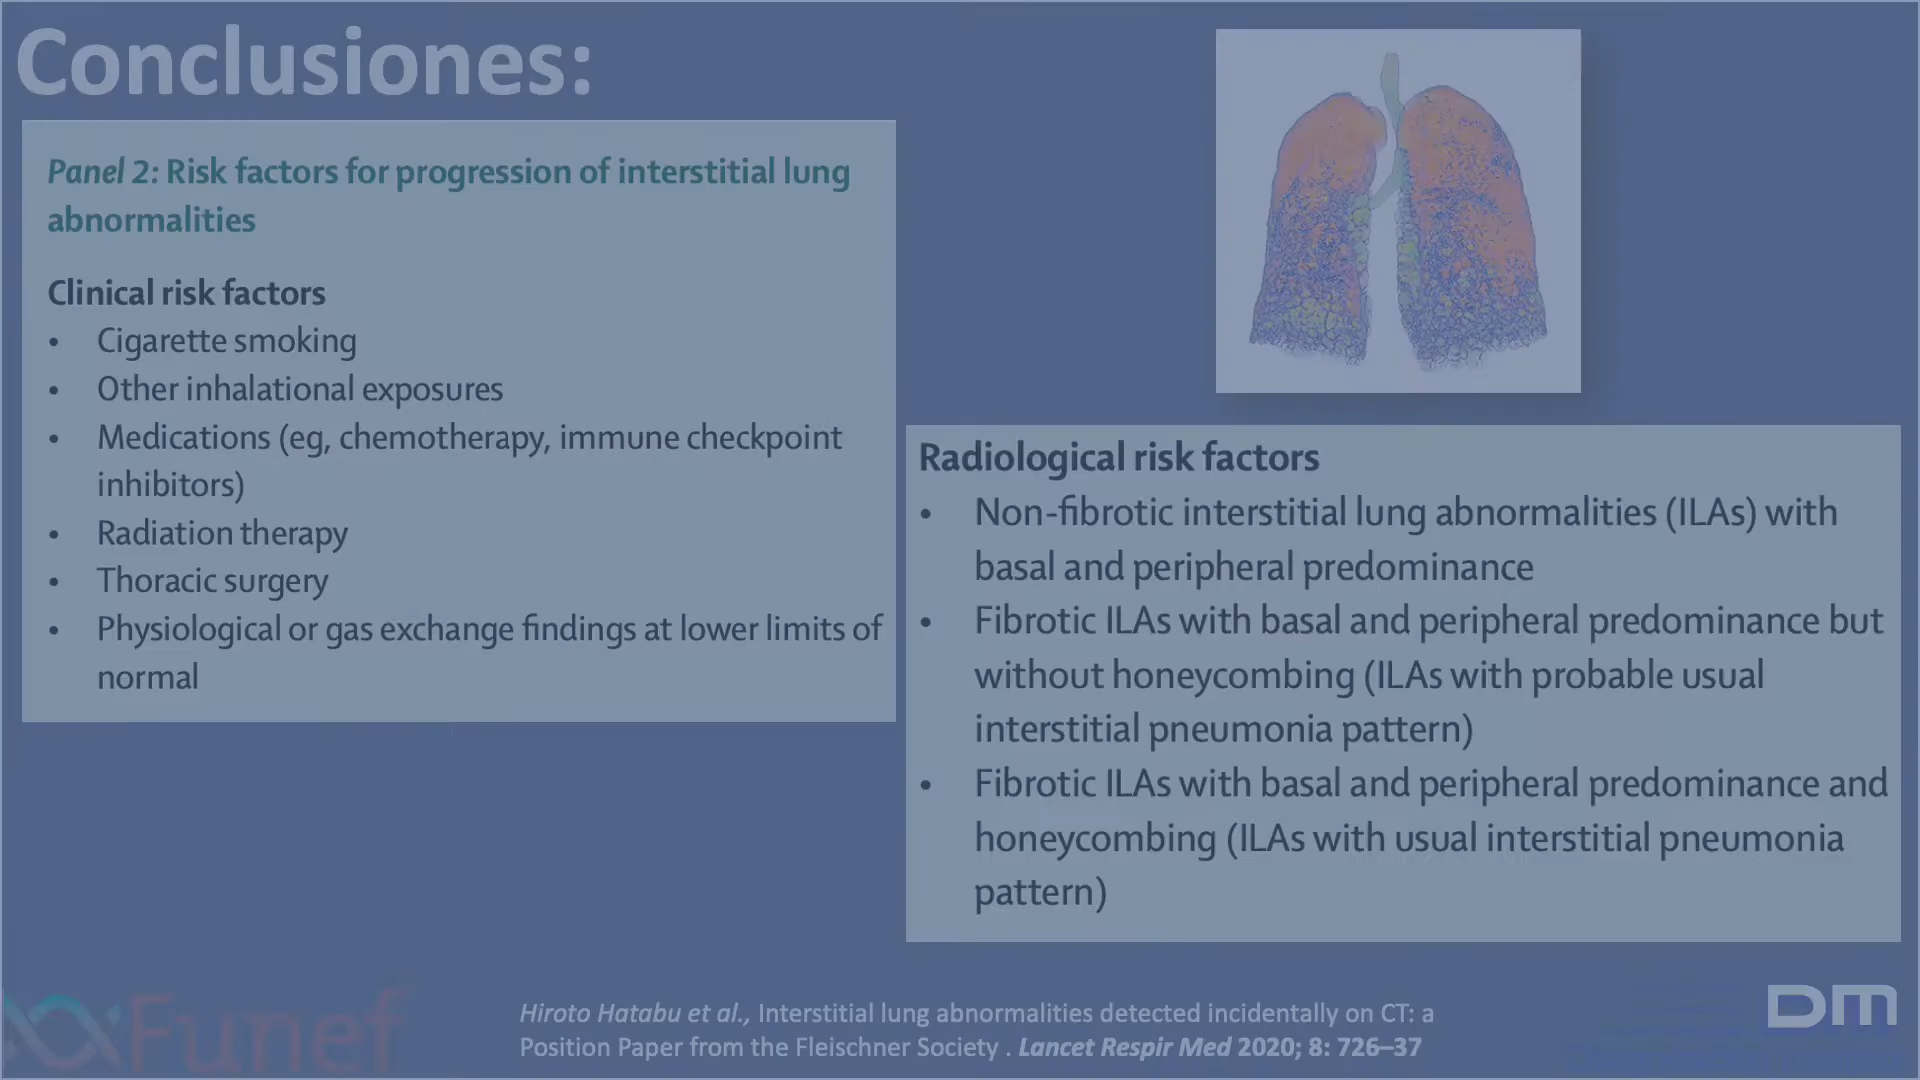 Conclusiones:
Panel 2: Risk factors for progression of interstitial lung
abnormalities
Clinical risk factors
• Cigarette smoking
• Other inhalational exposures
• Medications (eg, chemotherapy, immune checkpoint
inhibitors)
• Radiation therapy
• Thoracic surgery
• Physiological or gas exchange findings at lower limits of
normal
Radiological risk factors
• Non-fibrotic interstitial lung abnormalities (ILAs) with
basal and peripheral predominance
• Fibrotic ILAs with basal and peripheral predominance but
without honeycombing (ILAs with probable usual
interstitial pneumonia pattern)
• Fibrotic ILAs with basal and peripheral predominance and
honeycombing (ILAs with usual interstitial pneumonia
pattern)
Funef
Hiroto Hatabu et al., Interstitial lung abnormalities detected incidentally on CT: a
Position Paper from the Fleischner Society . Lancet Respir Med 2020; 8: 726–37
DM